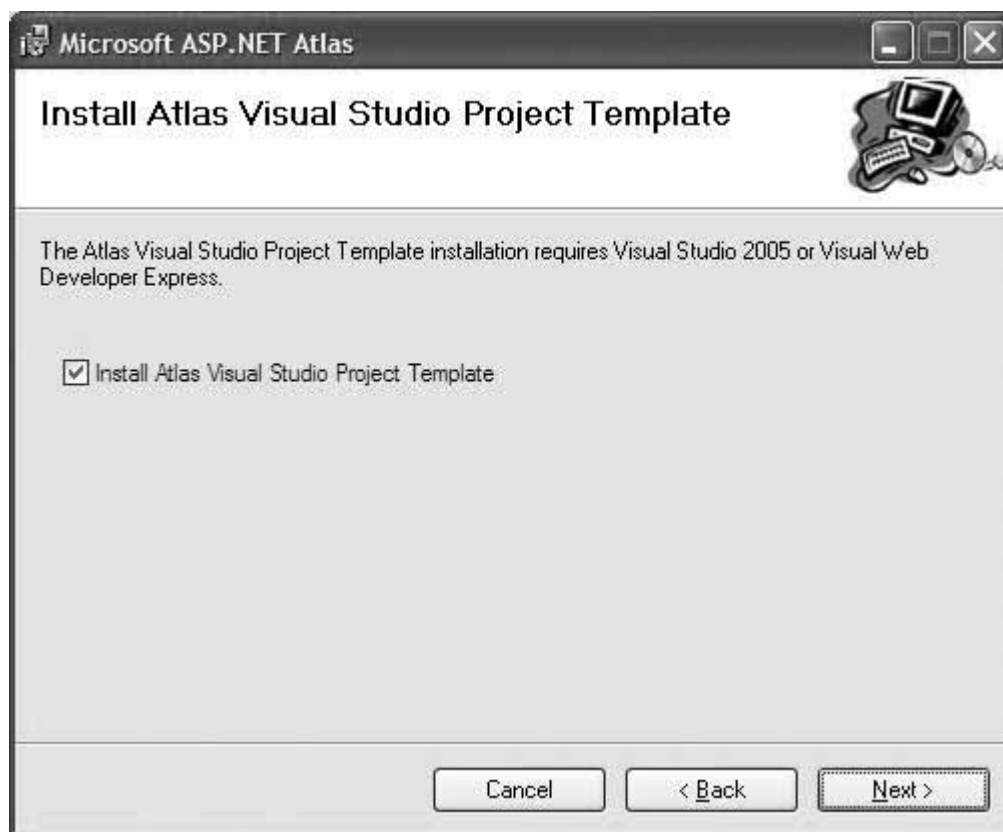 Microsoft ASP.NET Atlas
Install Atlas Visual Studio Project Template
The Atlas Visual Studio Project Template installation requires Visual Studio 2005 or Visual Web
Developer Express.
Install Atlas Visual Studio Project Template
Cancel
< Back
Next >